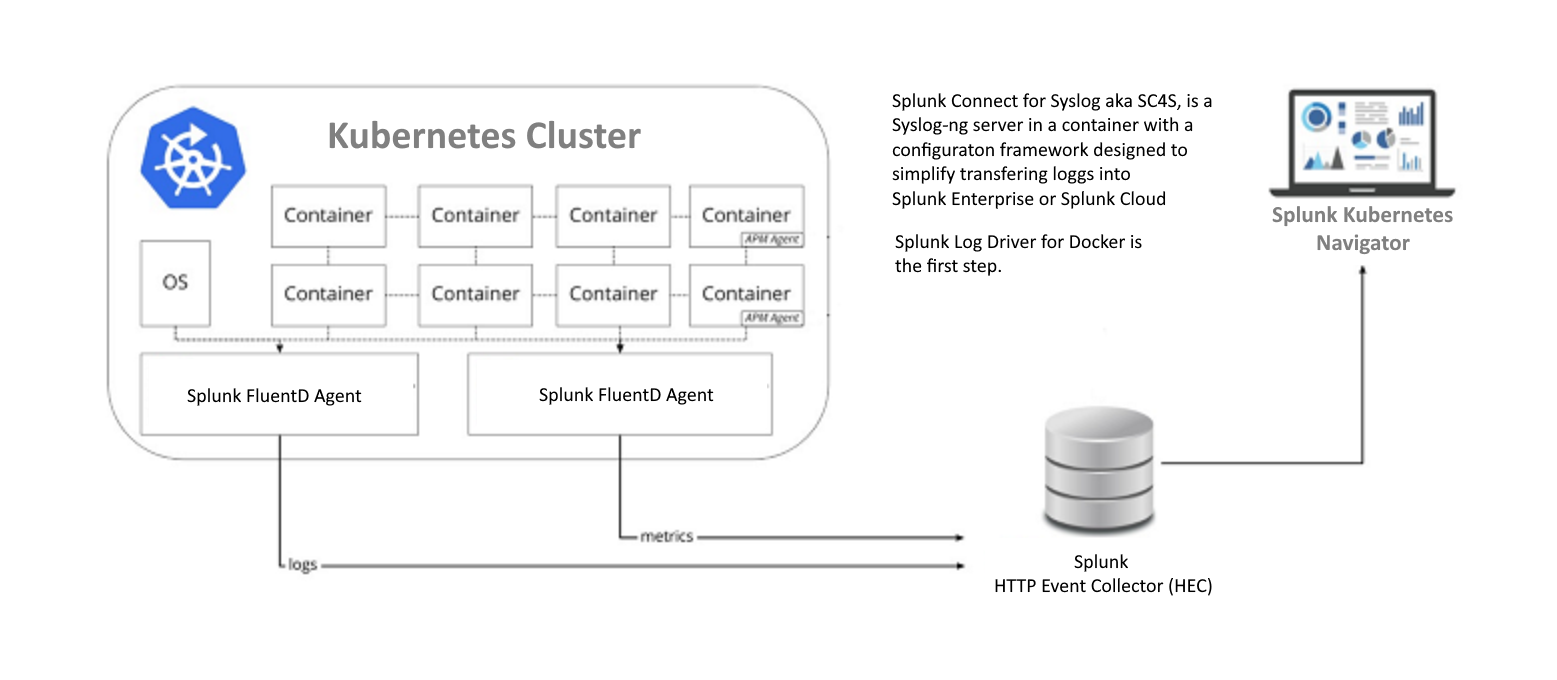 Kubernetes Cluster
Container
Container
Container
Container
APM Agent
OS
Container
Container
Container
Container
APM Agent
Splunk FluentD Agent
Splunk FluentD Agent
metrics
logs
Splunk Connect for Syslog aka SC4S, is a
Syslog-ng server in a container with a
configuraton framework designed to
simplify transfering loggs into
Splunk Enterprise or Splunk Cloud
Splunk Log Driver for Docker is
the first step.
Splunk Kubernetes
Navigator
Splunk
HTTP Event Collector (HEC)